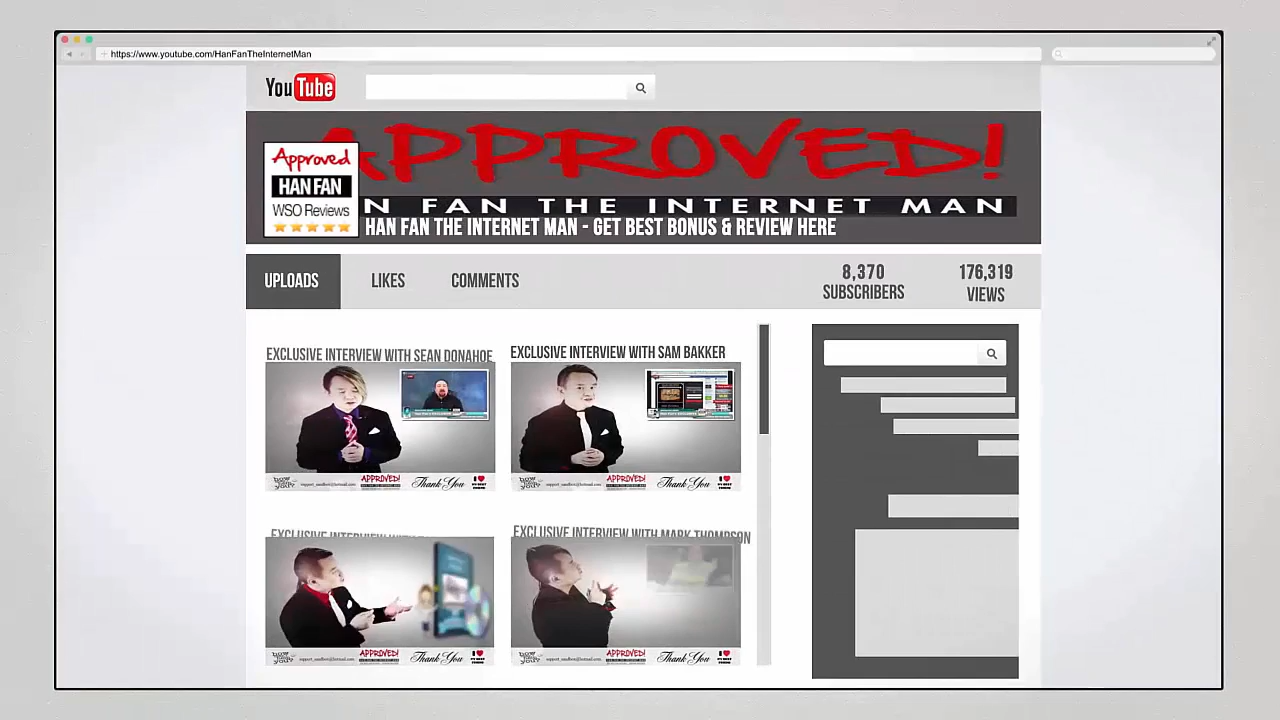 https://www.youtube.com/HanFanTheInternetMan
YouTube
APPROVED!
Approved
HAN FAN
WSO Reviews
N FAN THE INTERNET MAN
HAN FAN THE INTERNET MAN - GET BEST BONUS & REVIEW HERE
UPLOADS
LIKES
COMMENTS
8,370
SUBSCRIBERS
176,319
VIEWS
EXCLUSIVE INTERVIEW WITH SEAN DONAHOE
EXCLUSIVE INTERVIEW WITH SAM BAKKER
APPROVED!
Thank You
APPROVED!
Thank You
EXCLUSIVE INTERVIEW WITH
EXCLUSIVE INTERVIEW WITH MARK THOMPSON
APPROVED!
Thank You
APPROVED!
Thank You